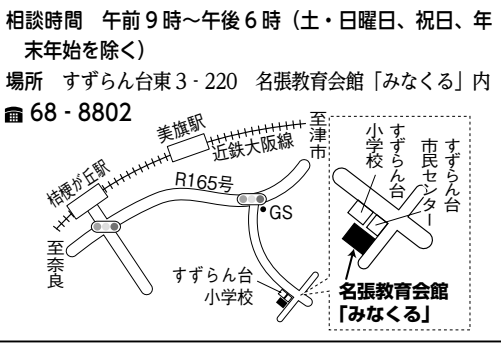 相談時間　午前９時～午後６時（土・日曜日、祝日、年
末年始を除く）
場所　すずらん台東３‐220　名張教育会館「みなくる」内
☎ 68‐8802
桔梗が丘駅
美旗駅
近鉄大阪線
至津市
R165号
GS
至奈良
すずらん台
小学校
すずらん台
小学校
すずらん台
市民センター
名張教育会館
「みなくる」